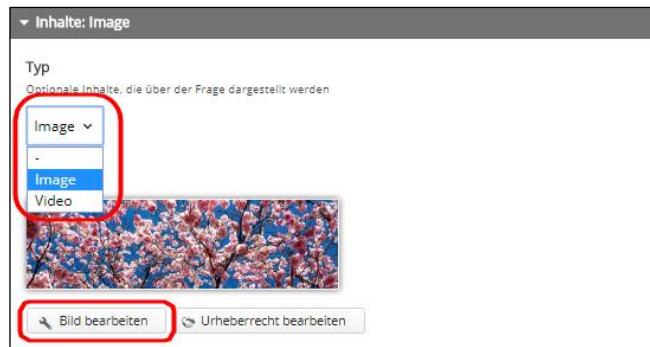 Inhalte: Image
Typ
Optionale Inhalte, die über der Frage dargestellt werden
Image
-
Image
Video
Bild bearbeiten Urheberrecht bearbeiten